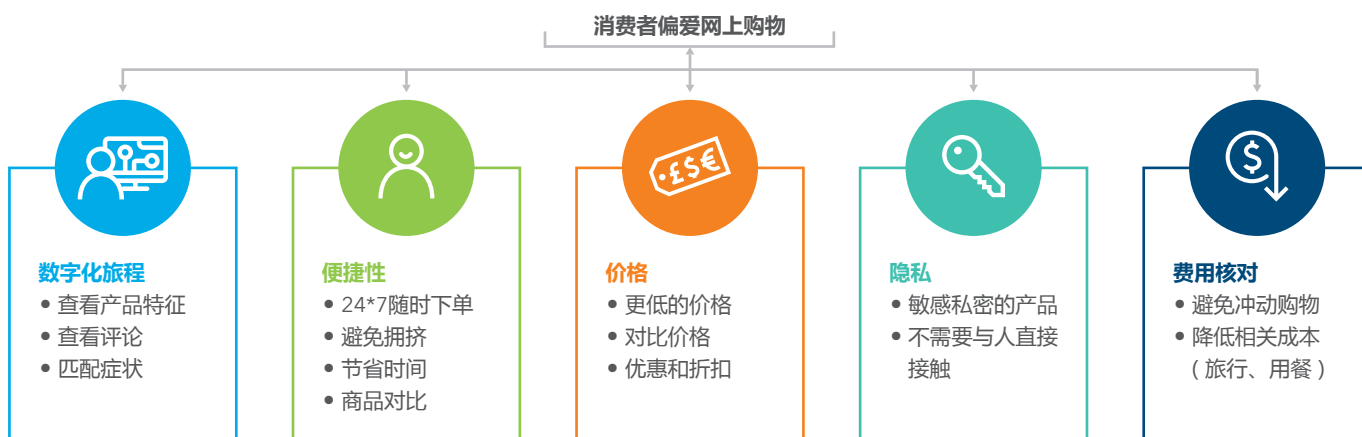 消费者偏爱网上购物
£$€
$
数字化旅程
• 查看产品特征
• 查看评论
• 匹配症状
便捷性
• 24*7随时下单
• 避免拥挤
• 节省时间
• 商品对比
价格
• 更低的价格
• 对比价格
• 优惠和折扣
隐私
• 敏感私密的产品
• 不需要与人直接
接触
费用核对
• 避免冲动购物
• 降低相关成本
（旅行、用餐）